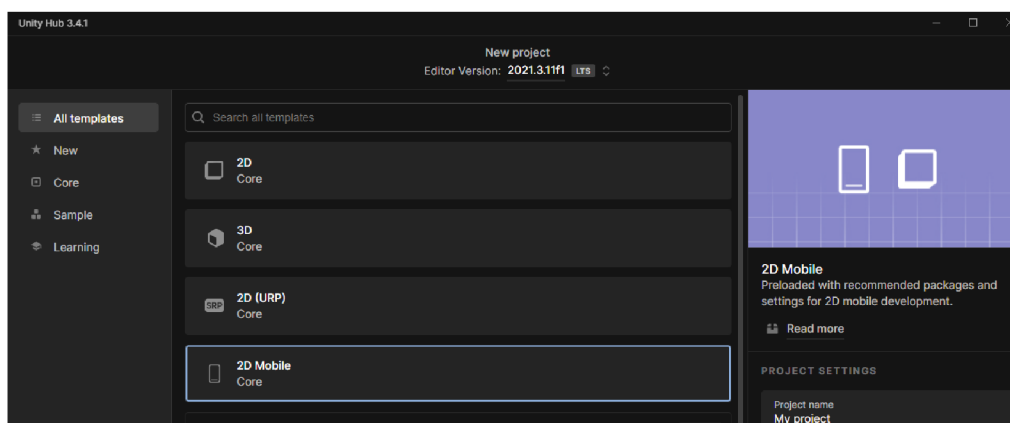 Unity Hub 3.4.1
New project
Editor Version: 2021.3.11f1 LTS
All templates
New
Core
Sample
Learning
Search all templates
2D
Core
3D
Core
SRP
2D (URP)
Core
2D Mobile
Core
2D Mobile
Preloaded with recommended packages and
settings for 2D mobile development.
Read more
PROJECT SETTINGS
Project name
My project